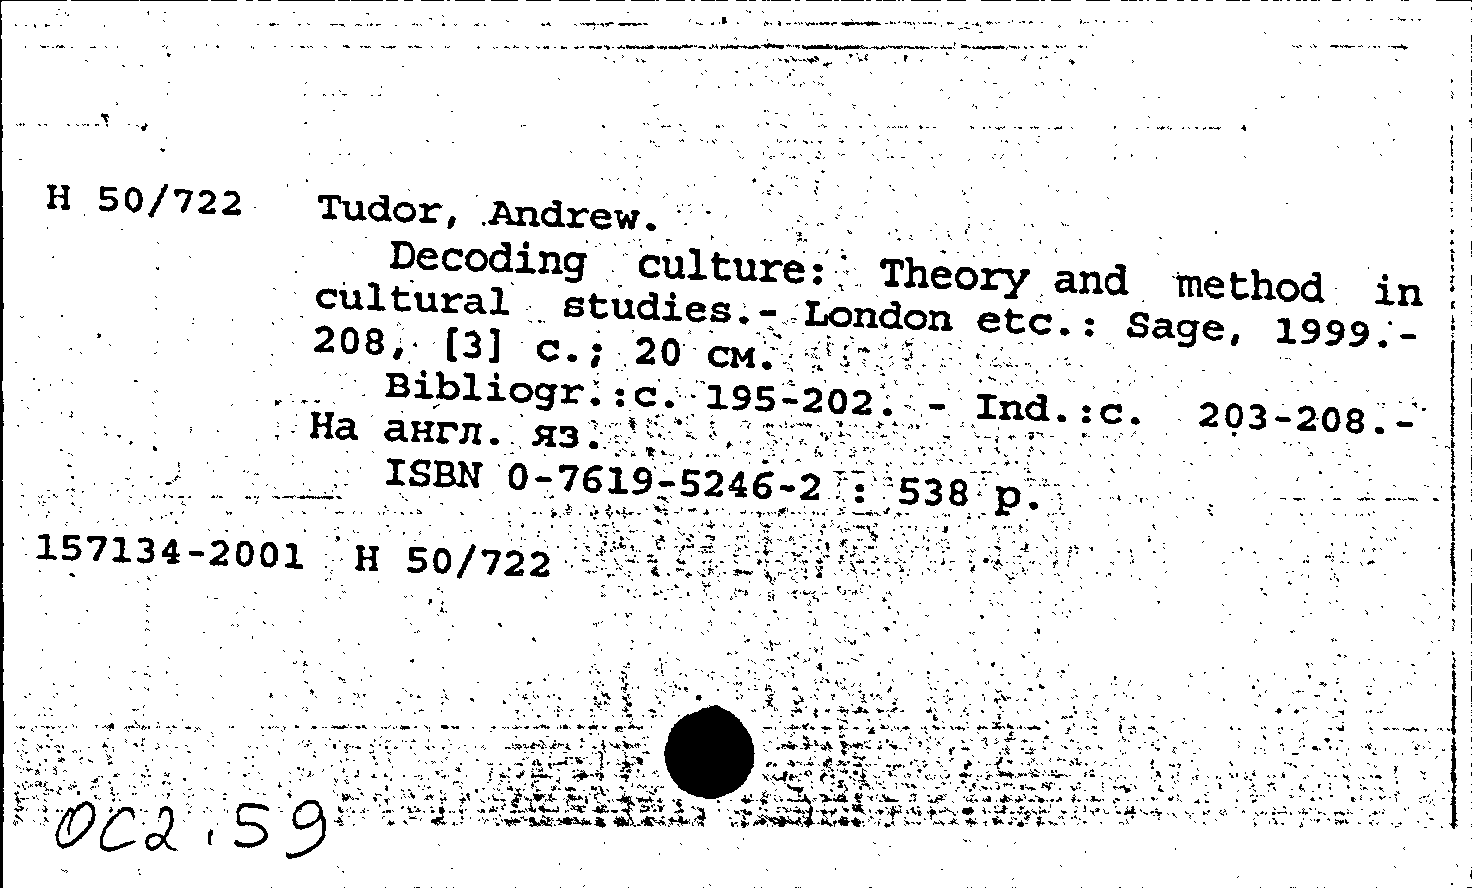 Н 50/722 Tudor, Andrew.
Decoding culture: Theory and method in
cultural studies.- London etc.: Sage, 1999.-
208, [3] с.; 20 см.
Bibliogr.:с. 195-202. - Ind.:с. 203-208.-
На англ. яз.
ISBN 0-7619-5246-2 : 538 р.
157134-2001 Н 50/722
ОС2.59